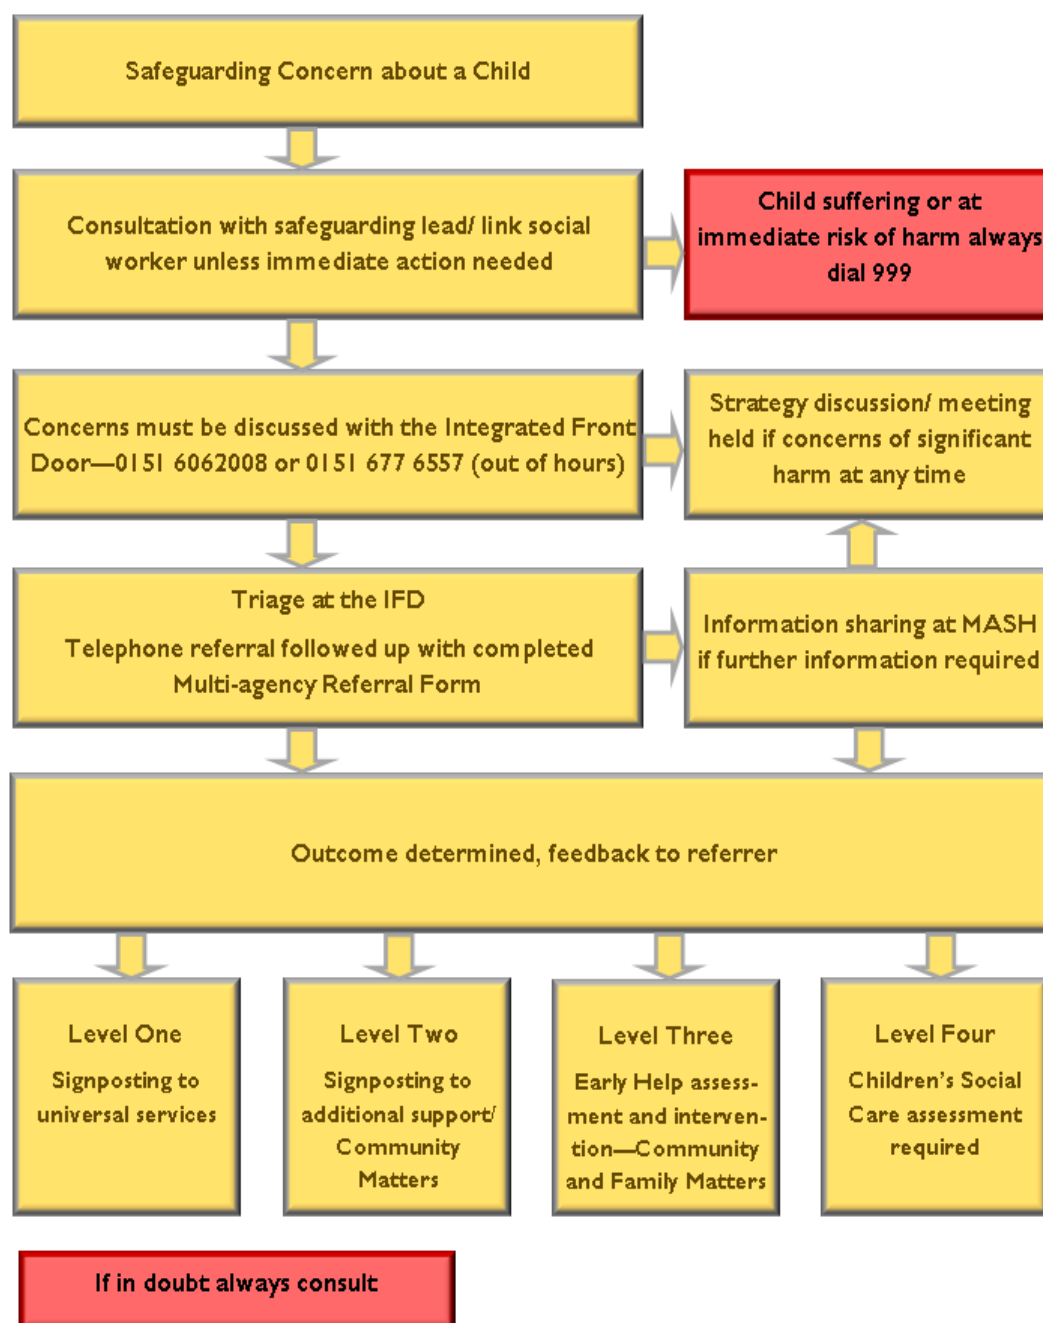 Safeguarding Concern about a Child
Consultation with safeguarding lead/ link social
worker unless immediate action needed
Child suffering or at
immediate risk of harm always
dial 999
Concerns must be discussed with the Integrated Front
Door—0151 6062008 or 0151 677 6557 (out of hours)
Strategy discussion/ meeting
held if concerns of significant
harm at any time
Triage at the IFD
Telephone referral followed up with completed
Multi-agency Referral Form
Information sharing at MASH
if further information required
Outcome determined, feedback to referrer
Level One
Signposting to
universal services
Level Two
Signposting to
additional support/
Community
Matters
Level Three
Early Help assess-
ment and interven-
tion—Community
and Family Matters
Level Four
Children's Social
Care assessment
required
If in doubt always consult